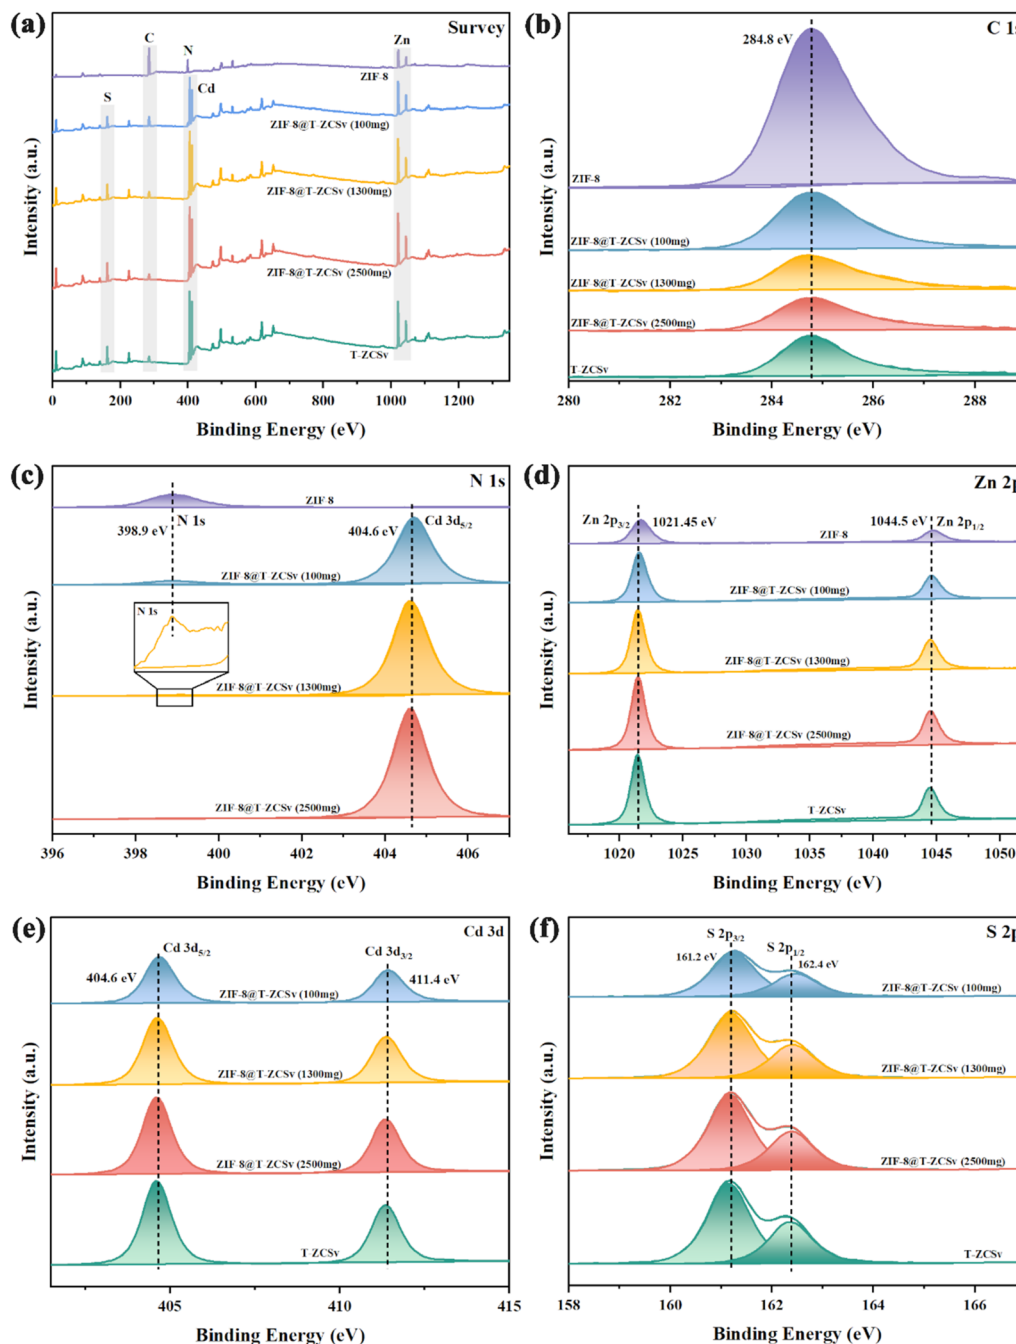 (a)
Survey
C
N
Zn
ZIF-8
S
Cd
ZIF-8@T-ZCSv (100mg)
ZIF-8@T-ZCSv (1300mg)
ZIF-8@T-ZCSv (2500mg)
T-ZCSv
Intensity (a.u.)
0 200 400 600 800 1000 1200
Binding Energy (eV)
(b)
C 1s
284.8 eV
ZIF-8
ZIF-8@T-ZCSv (100mg)
ZIF-8@T-ZCSv (1300mg)
ZIF-8@T-ZCSv (2500mg)
T-ZCSv
Intensity (a.u.)
280 282 284 286 288
Binding Energy (eV)
(c)
N 1s
ZIF-8
N 1s
398.9 eV
404.6 eV
Cd 3d5/2
ZIF-8@T-ZCSv (100mg)
N 1s
ZIF-8@T-ZCSv (1300mg)
ZIF-8@T-ZCSv (2500mg)
Intensity (a.u.)
396 398 400 402 404 406
Binding Energy (eV)
(d)
Zn 2p
Zn 2p3/2
1021.45 eV
1044.5 eV
Zn 2p1/2
ZIF-8
ZIF-8@T-ZCSv (100mg)
ZIF-8@T-ZCSv (1300mg)
ZIF-8@T-ZCSv (2500mg)
T-ZCSv
Intensity (a.u.)
1020 1025 1030 1035 1040 1045 1050
Binding Energy (eV)
(e)
Cd 3d
Cd 3d5/2
Cd 3d3/2
404.6 eV
411.4 eV
ZIF-8@T-ZCSv (100mg)
ZIF-8@T-ZCSv (1300mg)
ZIF-8@T-ZCSv (2500mg)
T-ZCSv
Intensity (a.u.)
405 410 415
Binding Energy (eV)
(f)
S 2p
S 2p3/2
S 2p1/2
161.2 eV
162.4 eV
ZIF-8@T-ZCSv (100mg)
ZIF-8@T-ZCSv (1300mg)
ZIF-8@T-ZCSv (2500mg)
T-ZCSv
Intensity (a.u.)
158 160 162 164 166
Binding Energy (eV)